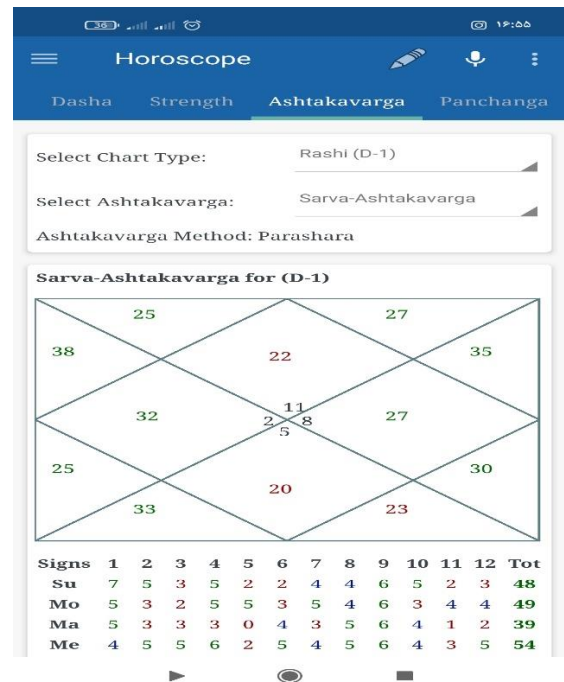 36 ۱۶:۵۵
Horoscope
Dasha Strength Ashtakavarga Panchanga
Select Chart Type: Rashi (D-1)
Select Ashtakavarga: Sarva-Ashtakavarga
Ashtakavarga Method: Parashara
Sarva-Ashtakavarga for (D-1)
25 27
38 22 35
32 11 27
2 8
5
25 20 30
33 23
Signs 1 2 3 4 5 6 7 8 9 10 11 12 Tot
Su 7 5 3 5 2 2 4 4 6 5 2 3 48
Mo 5 3 2 5 5 3 5 4 6 3 4 4 49
Ma 5 3 3 3 0 4 3 5 6 4 1 2 39
Me 4 5 5 6 2 5 4 5 6 4 3 5 54